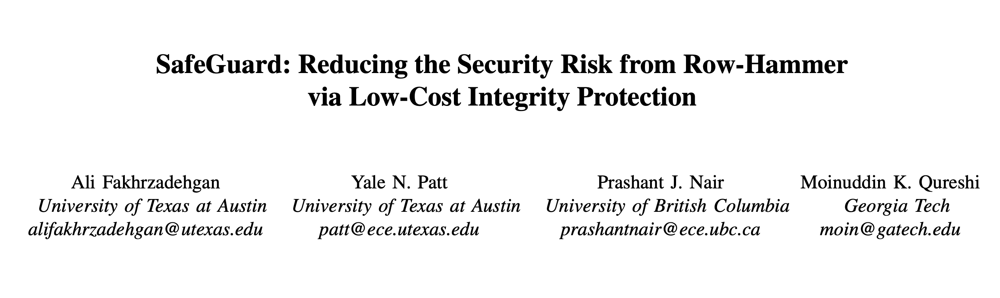 SafeGuard: Reducing the Security Risk from Row-Hammer
via Low-Cost Integrity Protection
Ali Fakhrzadehgan
University of Texas at Austin
alifakhrzadehgan@utexas.edu
Yale N. Patt
University of Texas at Austin
patt@ece.utexas.edu
Prashant J. Nair
University of British Columbia
prashantnair@ece.ubc.ca
Moinuddin K. Qureshi
Georgia Tech
moin@gatech.edu